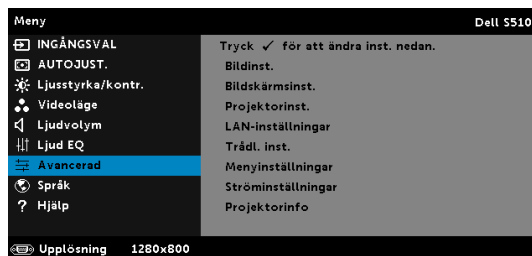 Meny Dell S510
INGÅNGSVAL
AUTOJUST.
Ljusstyrka/kontr.
Videoläge
Ljudvolym
Ljud EQ
Avancerad
Språk
? Hjälp
Tryck ✓ för att ändra inst. nedan.
Bildinst.
Bildskärmsinst.
Projektorinst.
LAN-inställningar
Trådl. inst.
Menyinställningar
Ströminställningar
Projektorinfo
Upplösning 1280x800